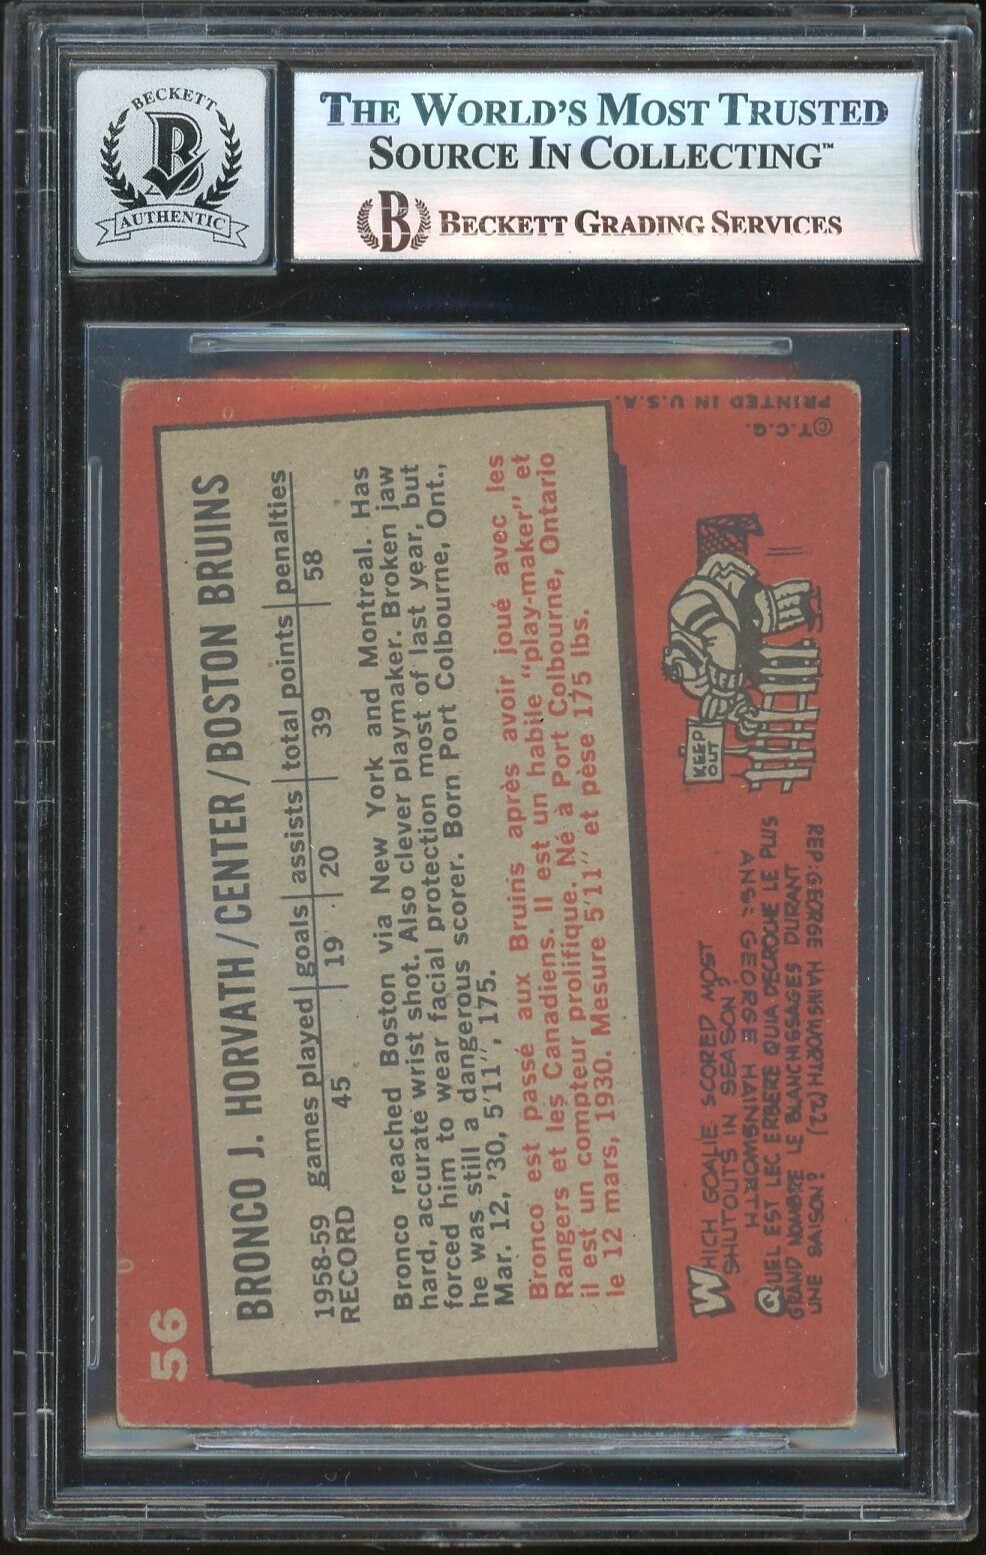 BECKETT
B
AUTHENTIC
THE WORLD'S MOST TRUSTED
SOURCE IN COLLECTING™
B BECKETT GRADING SERVICES
56
BRONCO J. HORVATH/CENTER/BOSTON BRUINS
1958-59 games played goals assists total points penalties
RECORD 45 19 20 39 58
Bronco reached Boston via New York and Montreal. Has
hard, accurate wrist shot. Also clever playmaker. Broken jaw
forced him to wear facial protection most of last year, but
he was still a dangerous scorer. Born Port Colbourne, Ont.,
Mar. 12, '30, 5'11", 175.
Bronco est passé aux Bruins après avoir joué avec les
Rangers et les Canadiens. Il est un habile "play-maker" et
il est un compteur prolifique. Né à Port Colbourne, Ontario
le 12 mars, 1930. Mesure 5'11" et pèse 175 lbs.
WHICH GOALIE SCORED MOST
SHUTOUTS IN SEASON?
ANS: GEORGE HAINSWORTH
QUEL EST LEC ERBERE QUIA DECROCHE LE PLUS
GRAND NOMBRE LE BLANCHISSAGES DURANT
UNE SAISON?
REP: GEORGE HAINSWORTH (22)
KEEP
OUT
© T.C.G.
PRINTED IN U.S.A.